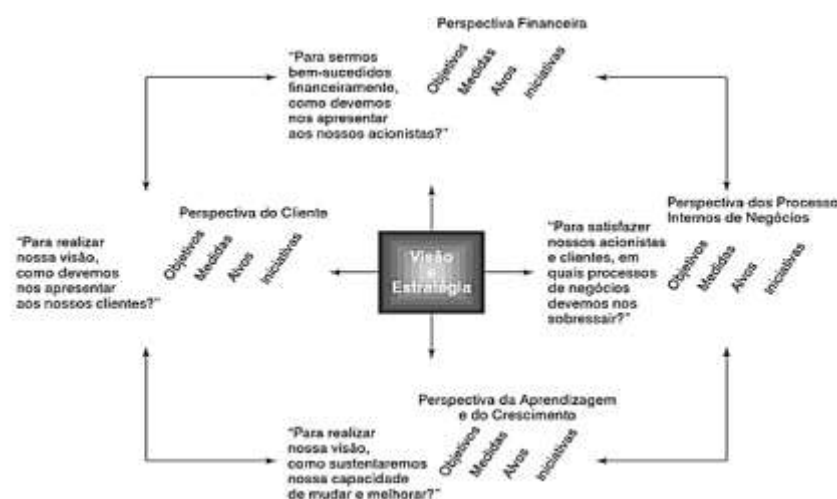 Perspectiva Financeira
“Para sermos
bem-sucedidos
financeiramente,
como devemos
nos apresentar
aos nossos acionistas?”
Objetivos
Medidas
Alvos
Iniciativas
Perspectiva do Cliente
“Para realizar
nossa visão,
como devemos
nos apresentar
aos nossos clientes?”
Objetivos
Medidas
Alvos
Iniciativas
Visão
e
Estratégia
Perspectiva dos Processo
Internos de Negócios
“Para satisfazer
nossos acionistas
e clientes, em
quais processos
de negócios
devemos nos
sobressair?”
Objetivos
Medidas
Alvos
Iniciativas
Perspectiva da Aprendizagem
e do Crescimento
“Para realizar
nossa visão,
como sustentaremos
nossa capacidade
de mudar e melhorar?”
Objetivos
Medidas
Alvos
Iniciativas